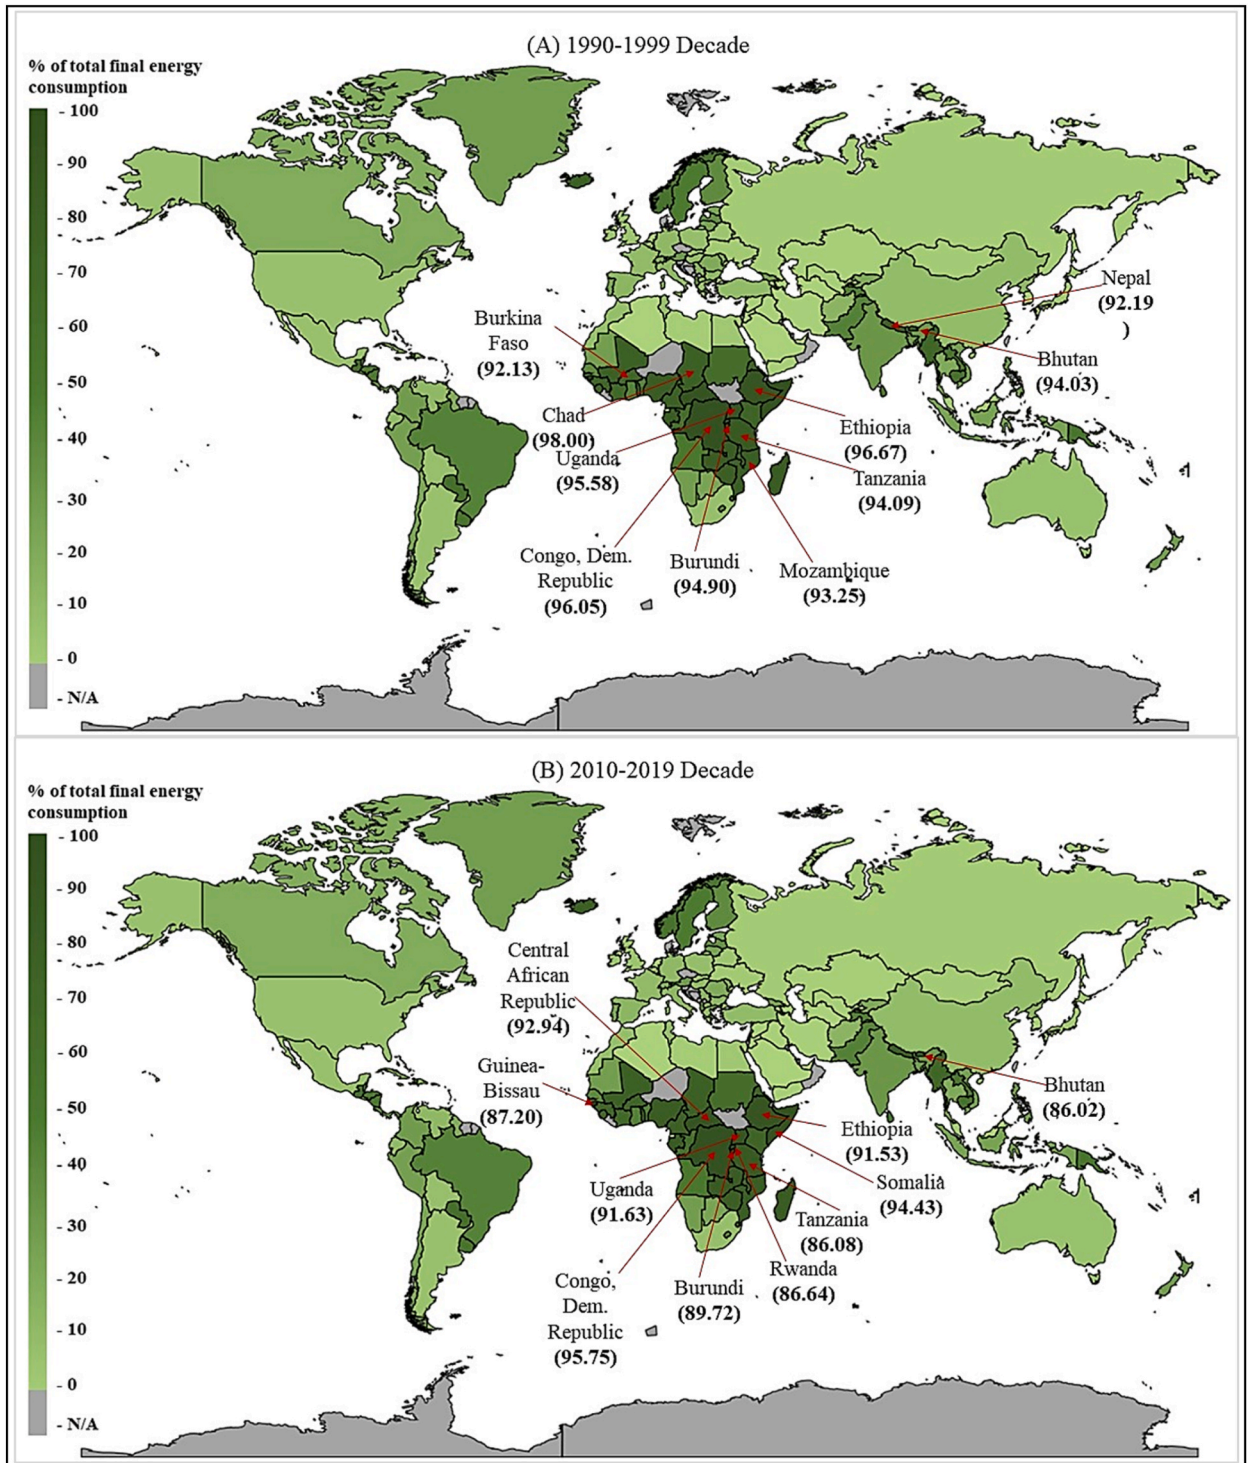 (A) 1990-1999 Decade
% of total final energy
consumption
- 100
- 90
- 80
- 70
- 60
- 50
- 40
- 30
- 20
- 10
- 0
- N/A
Nepal
(92.19
)
Burkina
Faso
(92.13)
Bhutan
(94.03)
Chad
(98.00)
Ethiopia
(96.67)
Uganda
(95.58)
Tanzania
(94.09)
Congo, Dem.
Republic
(96.05)
Burundi
(94.90)
Mozambique
(93.25)
(B) 2010-2019 Decade
% of total final energy
consumption
- 100
- 90
- 80
- 70
- 60
- 50
- 40
- 30
- 20
- 10
- 0
- N/A
Central
African
Republic
(92.94)
Guinea-
Bissau
(87.20)
Bhutan
(86.02)
Ethiopia
(91.53)
Somalia
(94.43)
Uganda
(91.63)
Tanzania
(86.08)
Rwanda
(86.64)
Congo,
Dem.
Republic
(95.75)
Burundi
(89.72)